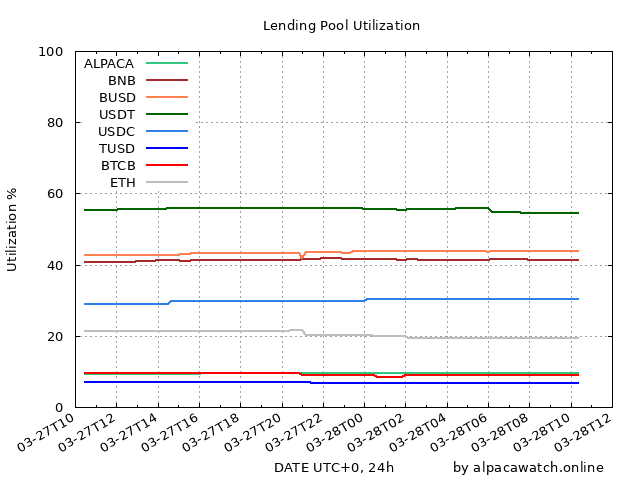 Lending Pool Utilization
100
80
60
40
20
0
Utilization %
ALPACA
BNB
BUSD
USDT
USDC
TUSD
BTCB
ETH
03-27T10
03-27T12
03-27T14
03-27T16
03-27T18
03-27T20
03-27T22
03-28T00
03-28T02
03-28T04
03-28T06
03-28T08
03-28T10
03-28T12
DATE UTC+0, 24h
by alpacawatch.online